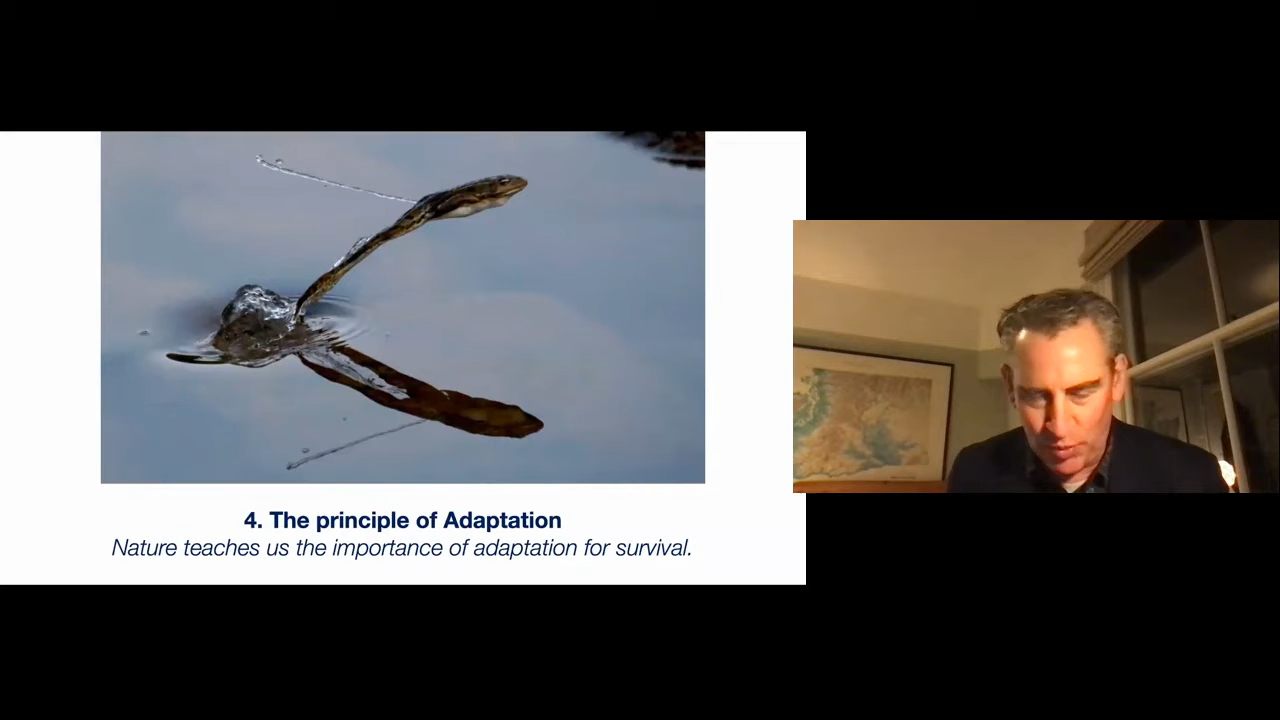 4. The principle of Adaptation
Nature teaches us the importance of adaptation for survival.